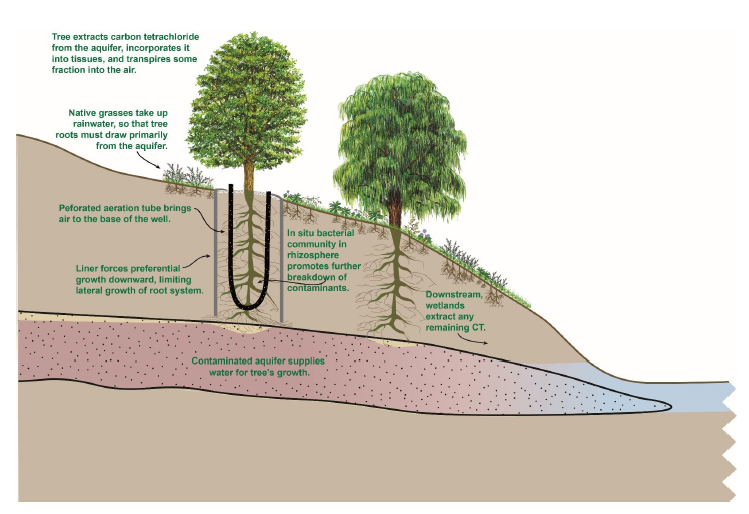 Tree extracts carbon tetrachloride
from the aquifer, incorporates it
into tissues, and transpires some
fraction into the air.
Native grasses take up
rainwater, so that tree
roots must draw primarily
from the aquifer.
Peforated aeration tube brings
air to the base of the well.
In situ bacterial
community in
rhizosphere
promotes further
breakdown of
contaminants.
Liner forces preferential
growth downward, limiting
lateral growth of root system.
Downstream,
wetlands
extract any
remaining CT.
Contaminated aquifer supplies
water for tree's growth.